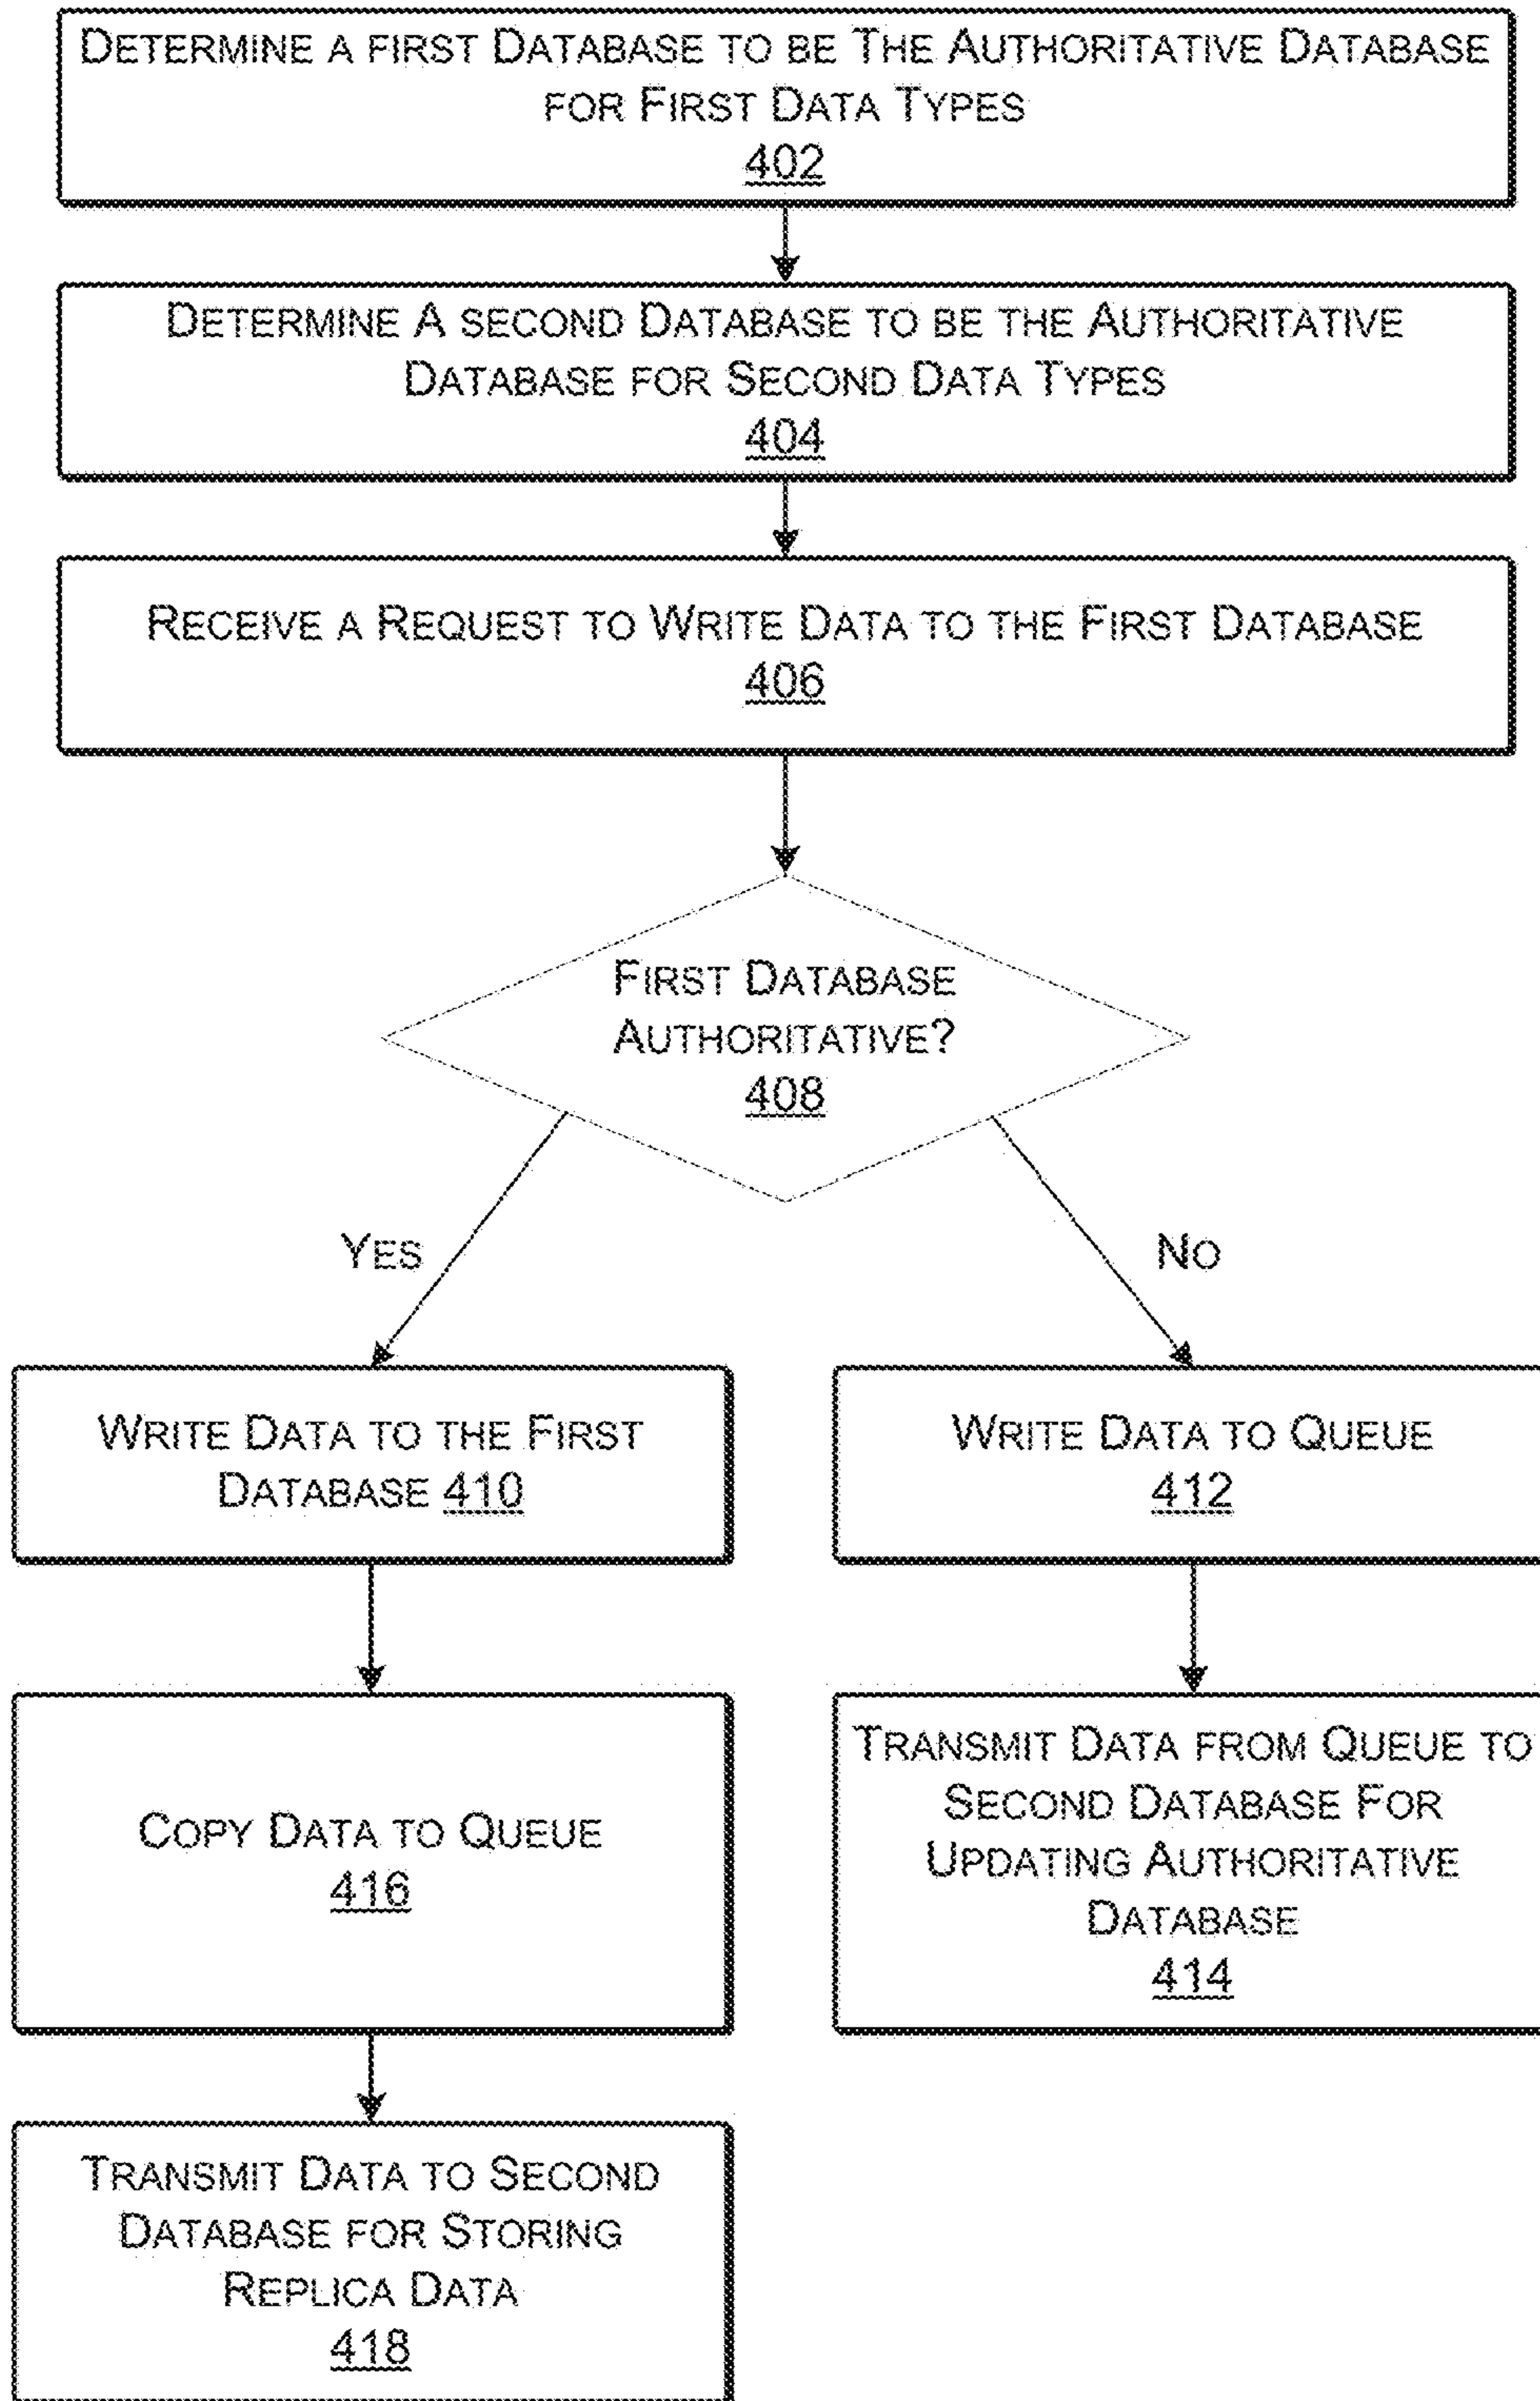 DETERMINE A FIRST DATABASE TO BE THE AUTHORITATIVE DATABASE
FOR FIRST DATA TYPES
402
DETERMINE A SECOND DATABASE TO BE THE AUTHORITATIVE
DATABASE FOR SECOND DATA TYPES
404
RECEIVE A REQUEST TO WRITE DATA TO THE FIRST DATABASE
406
FIRST DATABASE
AUTHORITATIVE?
408
YES
NO
WRITE DATA TO THE FIRST
DATABASE 410
WRITE DATA TO QUEUE
412
COPY DATA TO QUEUE
416
TRANSMIT DATA FROM QUEUE TO
SECOND DATABASE FOR
UPDATING AUTHORITATIVE
DATABASE
414
TRANSMIT DATA TO SECOND
DATABASE FOR STORING
REPLICA DATA
418